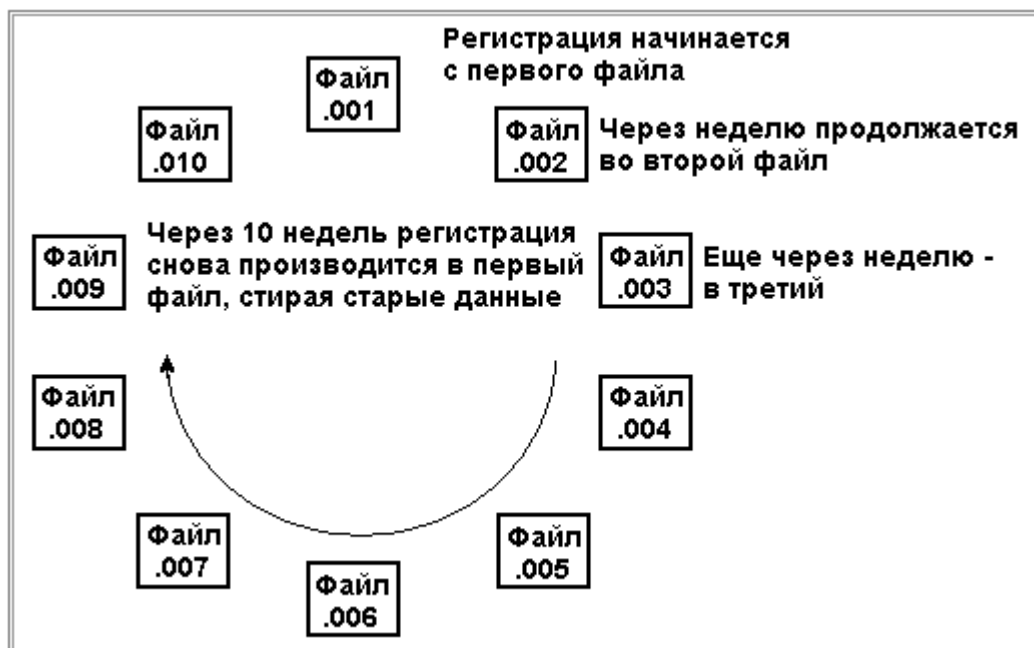 Регистрация начинается
с первого файла
Файл
.001
Файл
.010
Файл
.002
Через неделю продолжается
во второй файл
Через 10 недель регистрация
снова производится в первый
файл, стирая старые данные
Файл
.009
Файл
.003
Еще через неделю -
в третий
Файл
.008
Файл
.004
Файл
.007
Файл
.005
Файл
.006